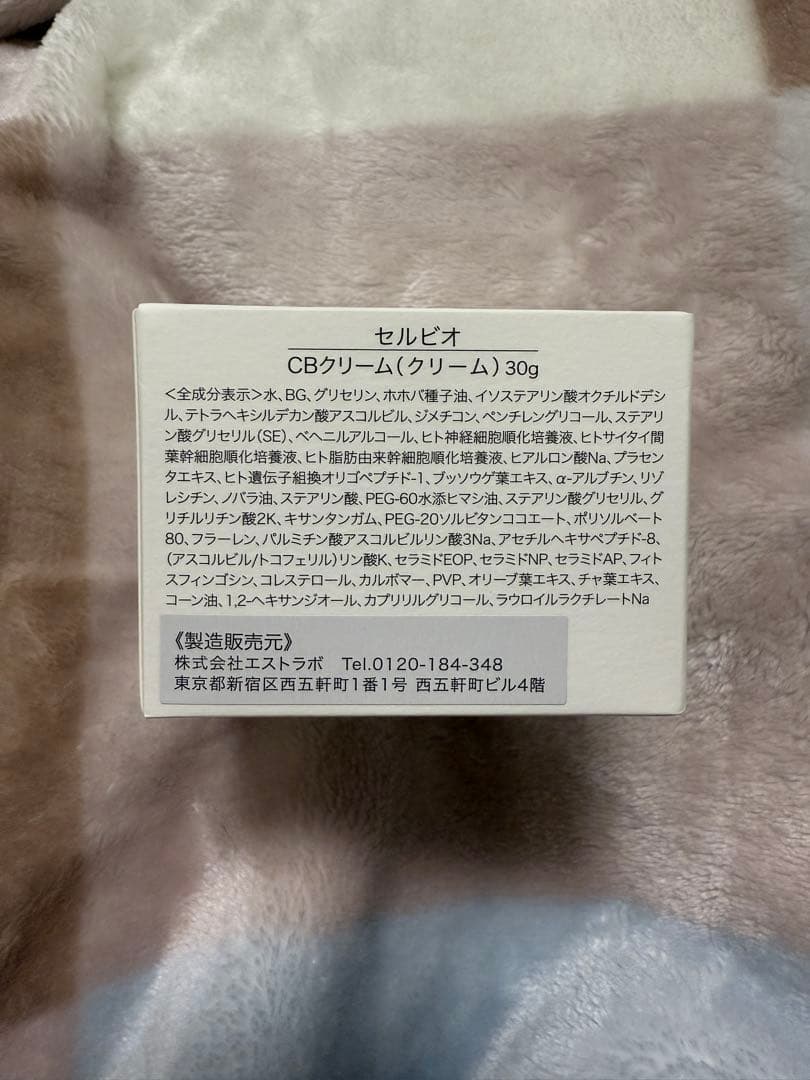 セルビオ
CBクリーム(クリーム)30g
<全成分表示>水、BG、グリセリン、ホホバ種子油、イソステアリン酸オクチルドデシ
ル、テトラヘキシルデカン酸アスコルビル、ジメチコン、ペンチレングリコール、ステアリ
ン酸グリセリル(SE)、ベヘニルアルコール、ヒト神経細胞順化培養液、ヒトサイタイ間
葉幹細胞順化培養液、ヒト脂肪由来幹細胞順化培養液、ヒアルロン酸Na、プラセン
タエキス、ヒト遺伝子組換オリゴペプチド-1、ブッソウゲ葉エキス、α-アルブチン、リゾ
レシチン、ノバラ油、ステアリン酸、PEG-60水添ヒマシ油、ステアリン酸グリセリル、グ
リチルリチン酸2K、キサンタンガム、PEG-20ソルビタンココエート、ポリソルベート
80、フラーレン、パルミチン酸アスコルビルリン酸3Na、アセチルヘキサペプチド-8、
(アスコルビル/トコフェリル)リン酸K、セラミドEOP、セラミドNP、セラミドAP、フィト
スフィンゴシン、コレステロール、カルボマー、PVP、オリーブ葉エキス、チャ葉エキス、
コーン油、1,2-ヘキサンジオール、カプリリルグリコール、ラウロイルラクチレートNa
《製造販売元》
株式会社エストラボ Tel.0120-184-348
東京都新宿区西五軒町1番1号 西五軒町ビル4階